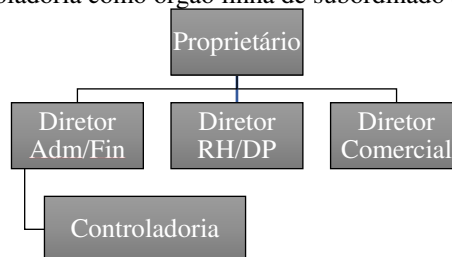 como órgão linha de subordinado
Proprietário
Diretor
Adm/Fin
Diretor
RH/DP
Diretor
Comercial
Controladoria